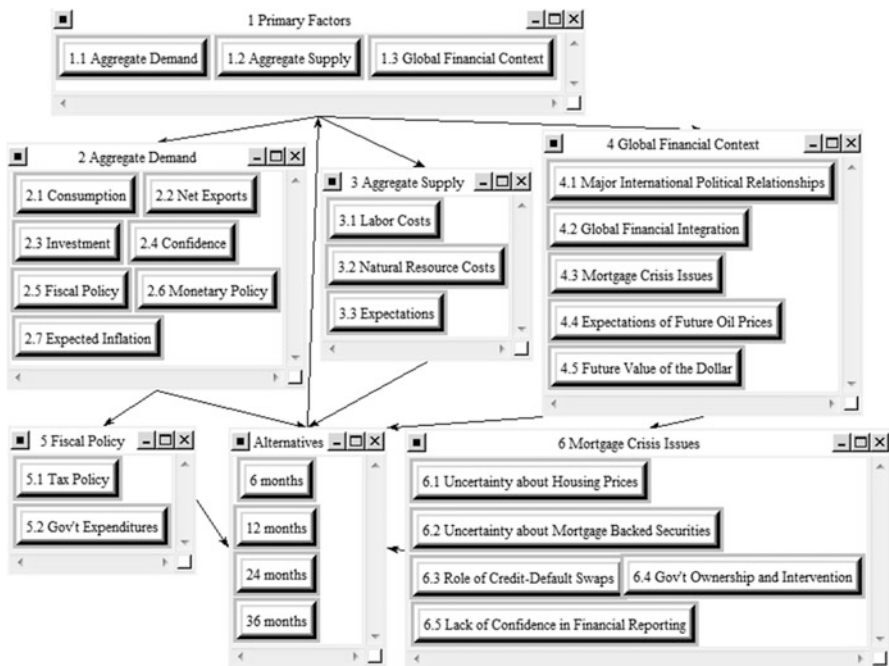 1 Primary Factors
1.1 Aggregate Demand
1.2 Aggregate Supply
1.3 Global Financial Context
2 Aggregate Demand
2.1 Consumption
2.2 Net Exports
2.3 Investment
2.4 Confidence
2.5 Fiscal Policy
2.6 Monetary Policy
2.7 Expected Inflation
3 Aggregate Supply
3.1 Labor Costs
3.2 Natural Resource Costs
3.3 Expectations
4 Global Financial Context
4.1 Major International Political Relationships
4.2 Global Financial Integration
4.3 Mortgage Crisis Issues
4.4 Expectations of Future Oil Prices
4.5 Future Value of the Dollar
5 Fiscal Policy
5.1 Tax Policy
5.2 Gov't Expenditures
Alternatives
6 months
12 months
24 months
36 months
6 Mortgage Crisis Issues
6.1 Uncertainty about Housing Prices
6.2 Uncertainty about Mortgage Backed Securities
6.3 Role of Credit-Default Swaps
6.4 Gov't Ownership and Intervention
6.5 Lack of Confidence in Financial Reporting